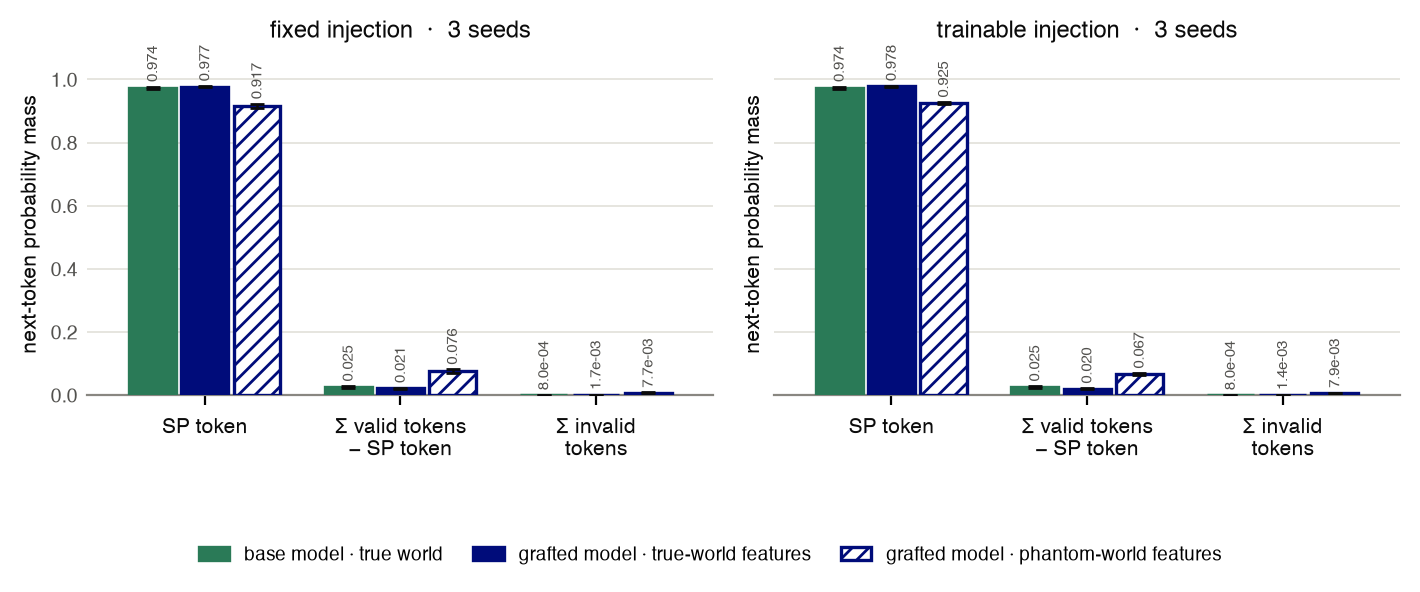 fixed injection · 3 seeds
next-token probability mass
1.0
0.8
0.6
0.4
0.2
0.0
0.974
0.977
0.917
0.025
0.021
0.076
8.0e-04
1.7e-03
7.7e-03
SP token
Σ valid tokens
– SP token
Σ invalid
tokens
trainable injection · 3 seeds
next-token probability mass
0.974
0.978
0.925
0.025
0.020
0.067
8.0e-04
1.4e-03
7.9e-03
SP token
Σ valid tokens
– SP token
Σ invalid
tokens
base model · true world
grafted model · true-world features
grafted model · phantom-world features